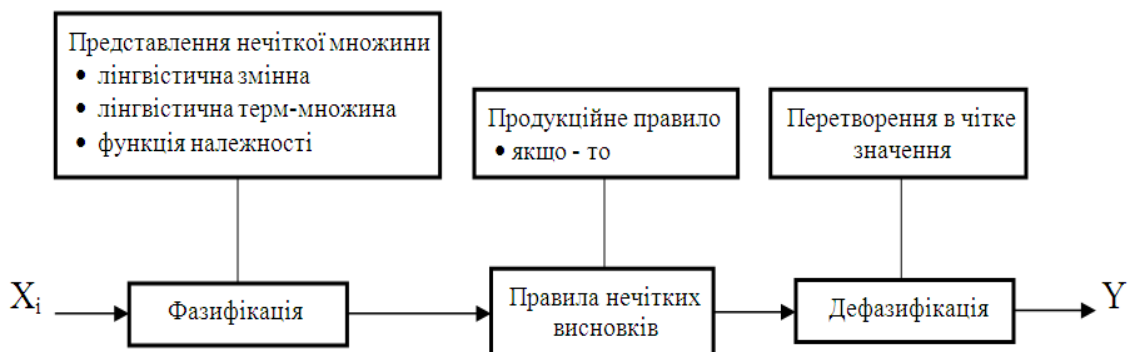 Представлення нечіткої множини
• лінгвістична змінна
• лінгвістична терм-множина
• функція належності
Продукційне правило
• якщо - то
Перетворення в чітке
значення
Xi
Фазифікація
Правила нечітких
висновків
Дефазифікація
Y